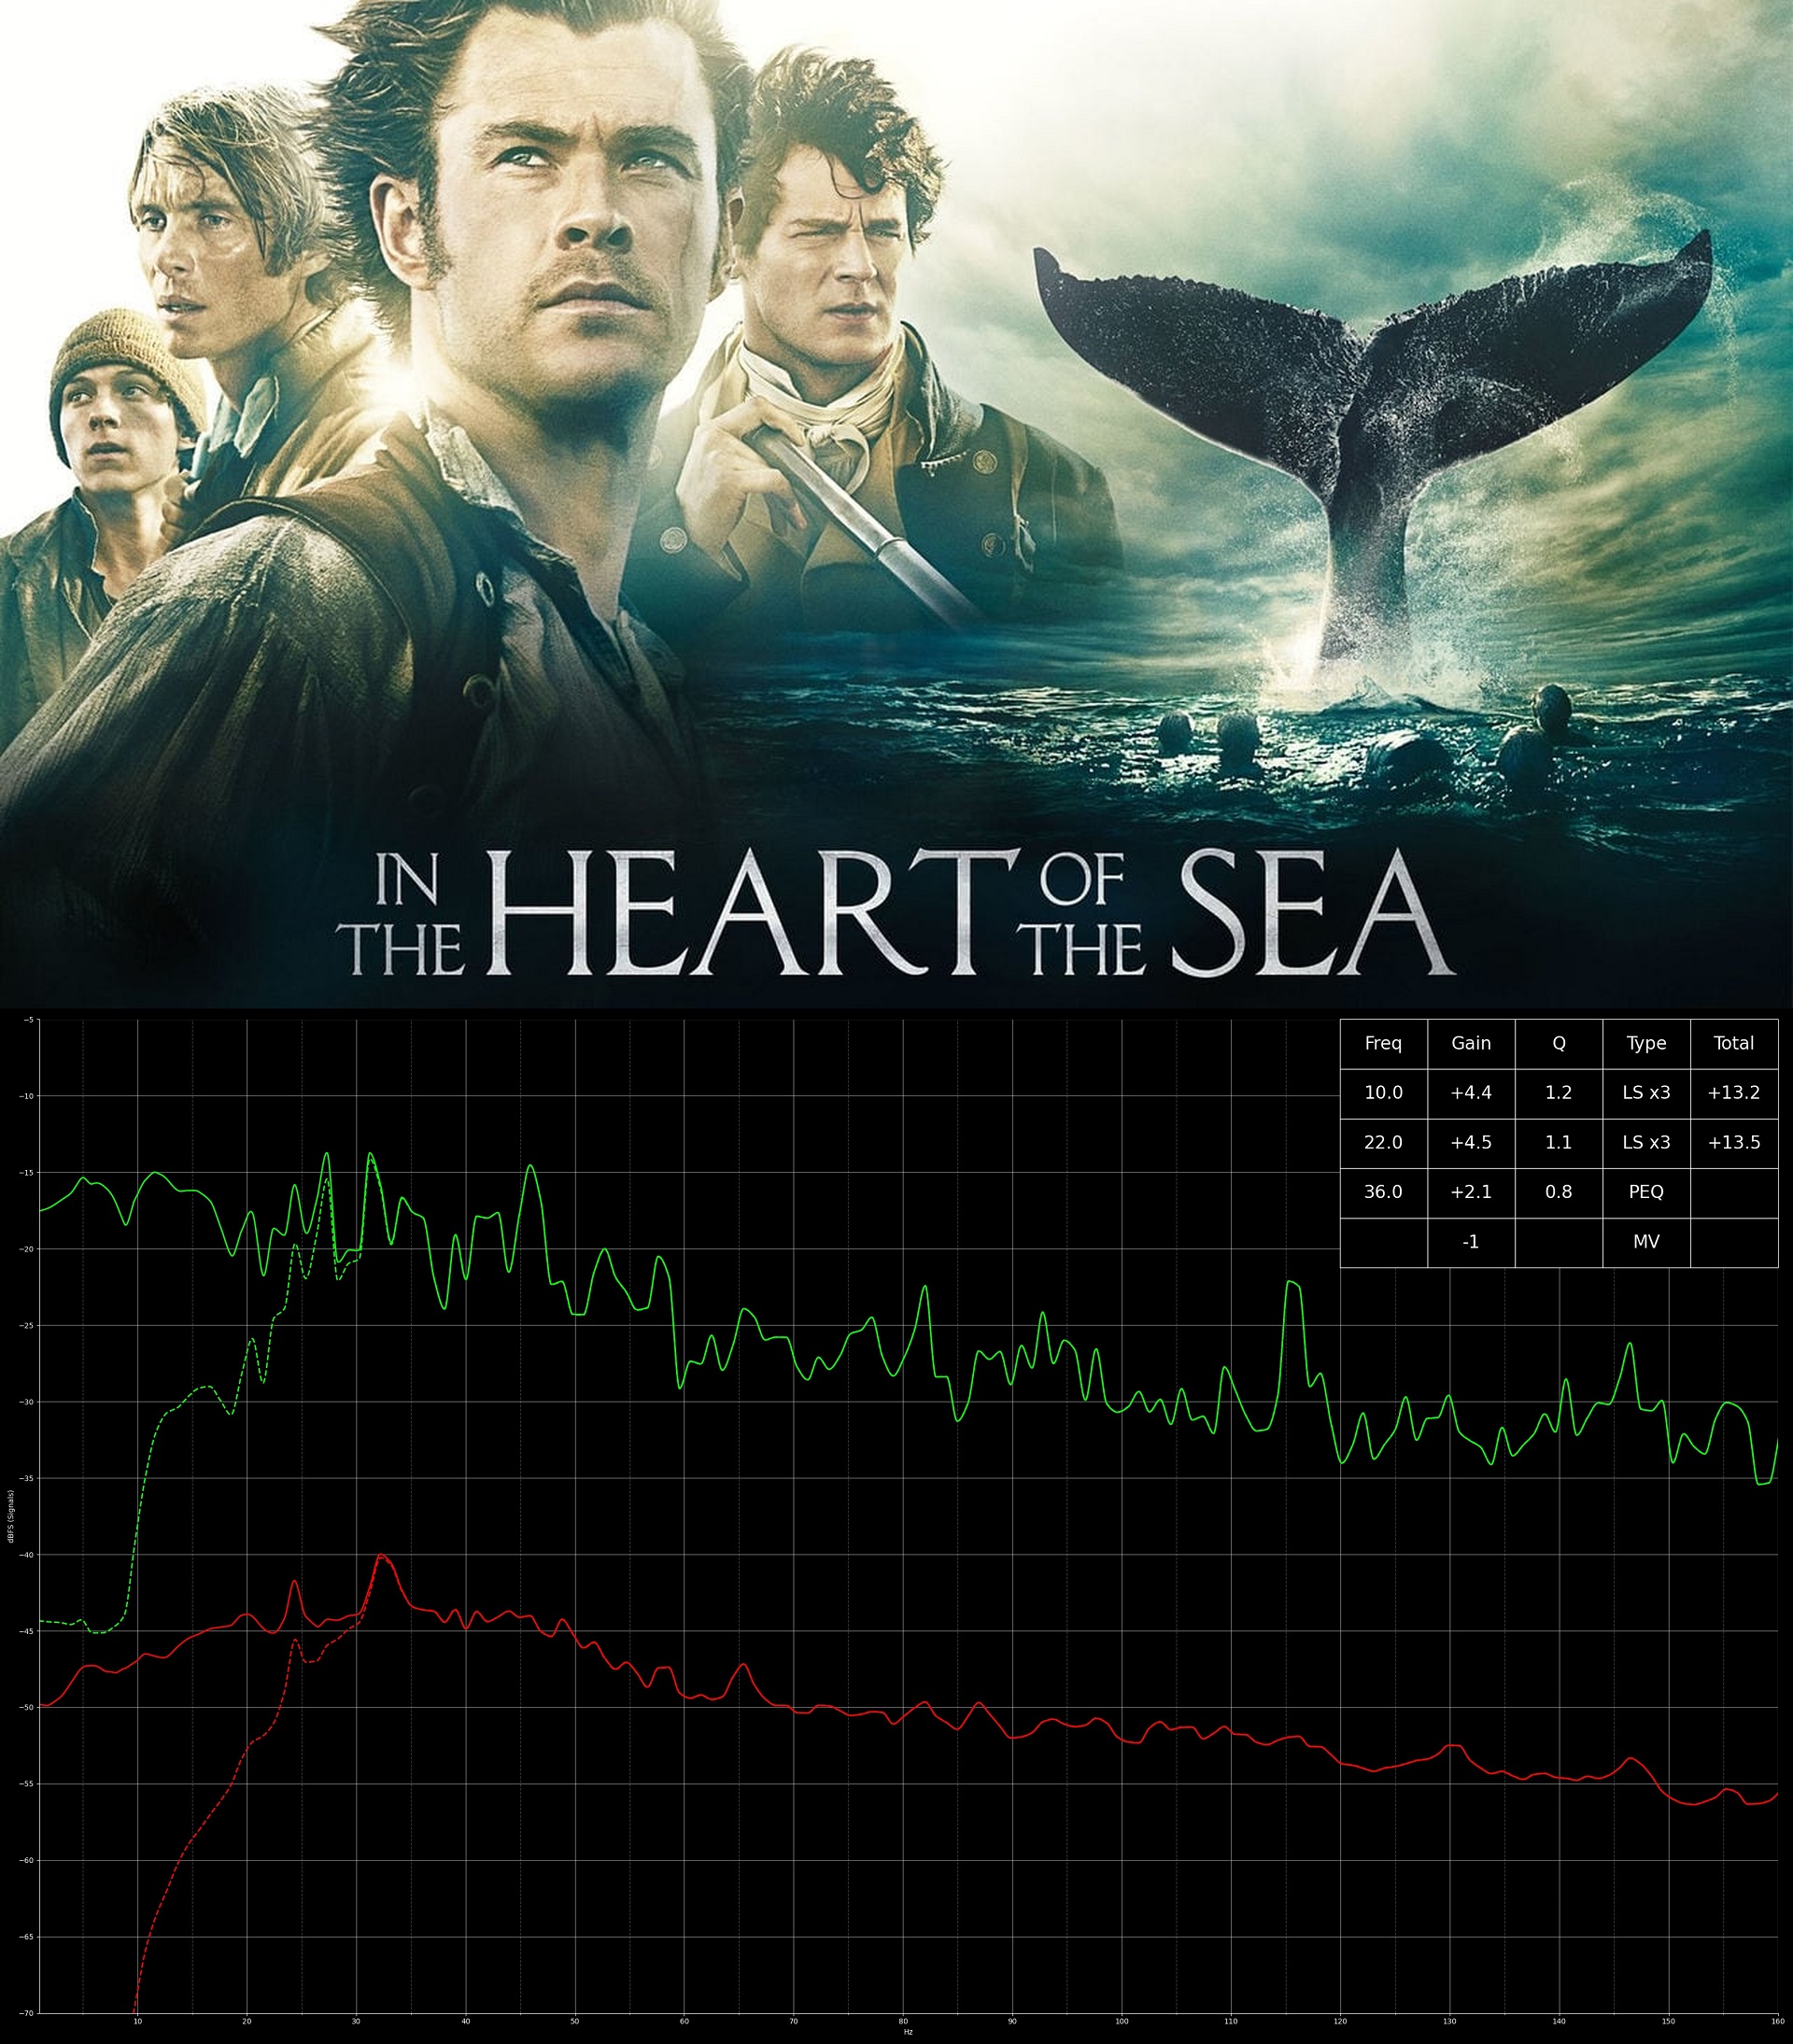 IN THE HEART OF THE SEA
Freq Gain Q Type Total
10.0 +4.4 1.2 LS x3 +13.2
22.0 +4.5 1.1 LS x3 +13.5
36.0 +2.1 0.8 PEQ
-1 MV
−5
−10
−15
−20
−25
−30
−35
−40
−45
−50
−55
−60
−65
−70
dBFS (Signals)
10 20 30 40 50 60 70 80 90 100 110 120 130 140 150 160
Hz